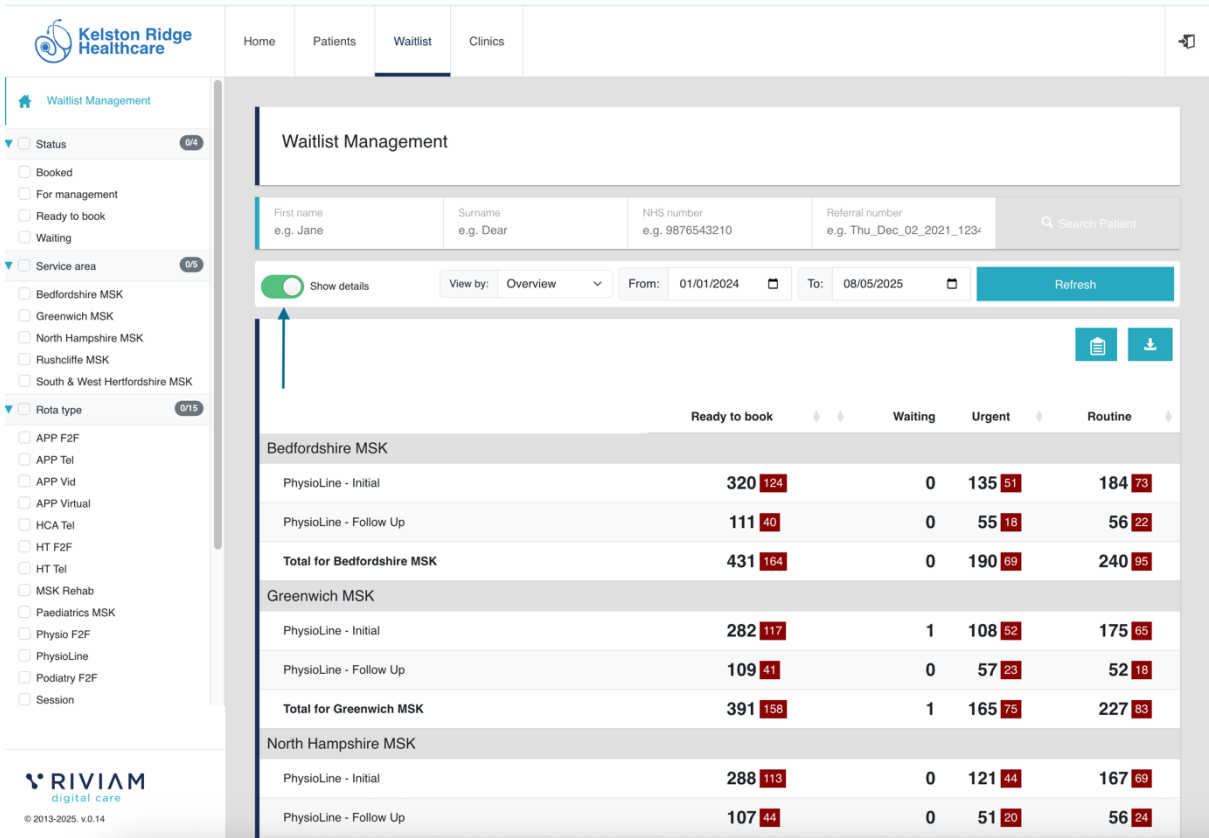 Kelston Ridge
Healthcare
Home Patients Waitlist Clinics
Waitlist Management
Status 0/4
Booked
For management
Ready to book
Waiting
Service area 0/5
Bedfordshire MSK
Greenwich MSK
North Hampshire MSK
Rushcliffe MSK
South & West Hertfordshire MSK
Rota type 0/15
APP F2F
APP Tel
APP Vid
APP Virtual
HCA Tel
HT F2F
HT Tel
MSK Rehab
Paediatrics MSK
Physio F2F
PhysioLine
Podiatry F2F
Session
RIVIAM
digital care
© 2013-2025. v.0.14
Waitlist Management
First name Surname NHS number Referral number
e.g. Jane e.g. Dear e.g. 9876543210 e.g. Thu_Dec_02_2021_1234
Search Patient
Show details View by: Overview From: 01/01/2024 To: 08/05/2025 Refresh
Ready to book Waiting Urgent Routine
Bedfordshire MSK
PhysioLine - Initial 320 124 0 135 51 184 73
PhysioLine - Follow Up 111 40 0 55 18 56 22
Total for Bedfordshire MSK 431 164 0 190 69 240 95
Greenwich MSK
PhysioLine - Initial 282 117 1 108 52 175 65
PhysioLine - Follow Up 109 41 0 57 23 52 18
Total for Greenwich MSK 391 158 1 165 75 227 83
North Hampshire MSK
PhysioLine - Initial 288 113 0 121 44 167 69
PhysioLine - Follow Up 107 44 0 51 20 56 24